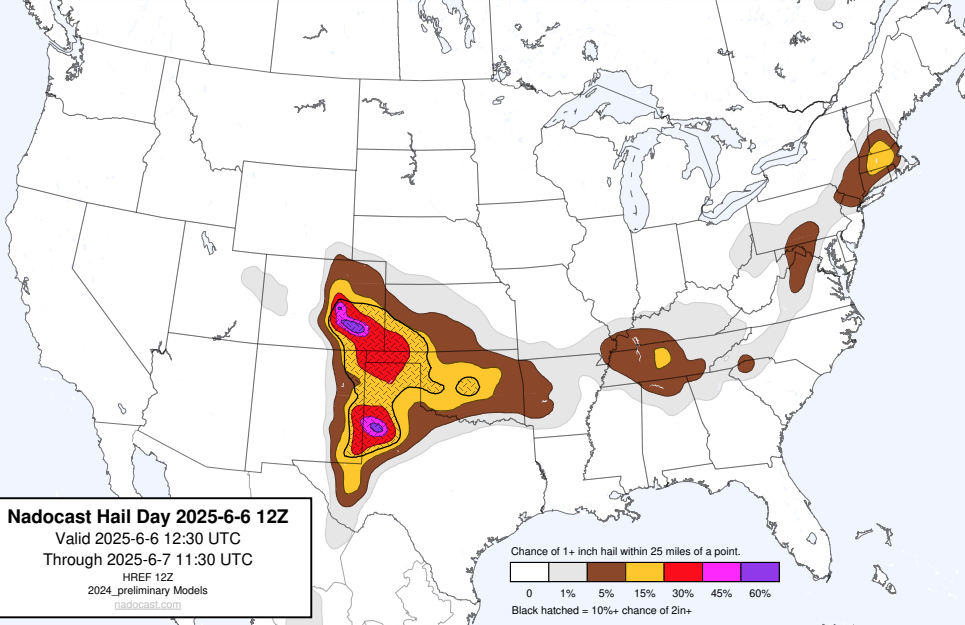 Nadocast Hail Day 2025-6-6 12Z
Valid 2025-6-6 12:30 UTC
Through 2025-6-7 11:30 UTC
HREF 12Z
2024_preliminary Models
nadocast.com
Chance of 1+ inch hail within 25 miles of a point.
0 1% 5% 15% 30% 45% 60%
Black hatched = 10%+ chance of 2in+